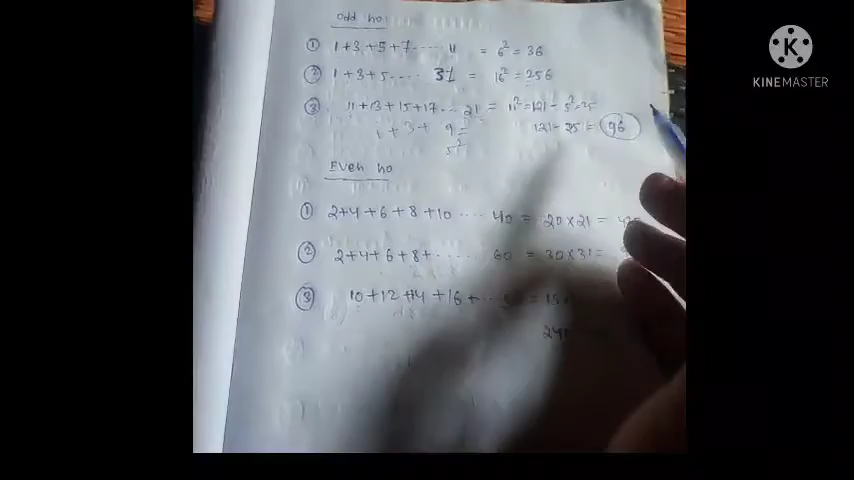 odd no
① 1+3+5+7..... 11 = 6² = 36
② 1+3+5.... 31 = 16² = 256
③ 11+13+15+17...21 = 11²=121 - 5²=25
1+3+ 9= 121-25= 96
5²
Even no
① 2+4+6+8+10 .... 40 = 20×21 =
② 2+4+6+8+...... 60 = 30×31=
③ 10+12+14+16+...
K
KINEMASTER